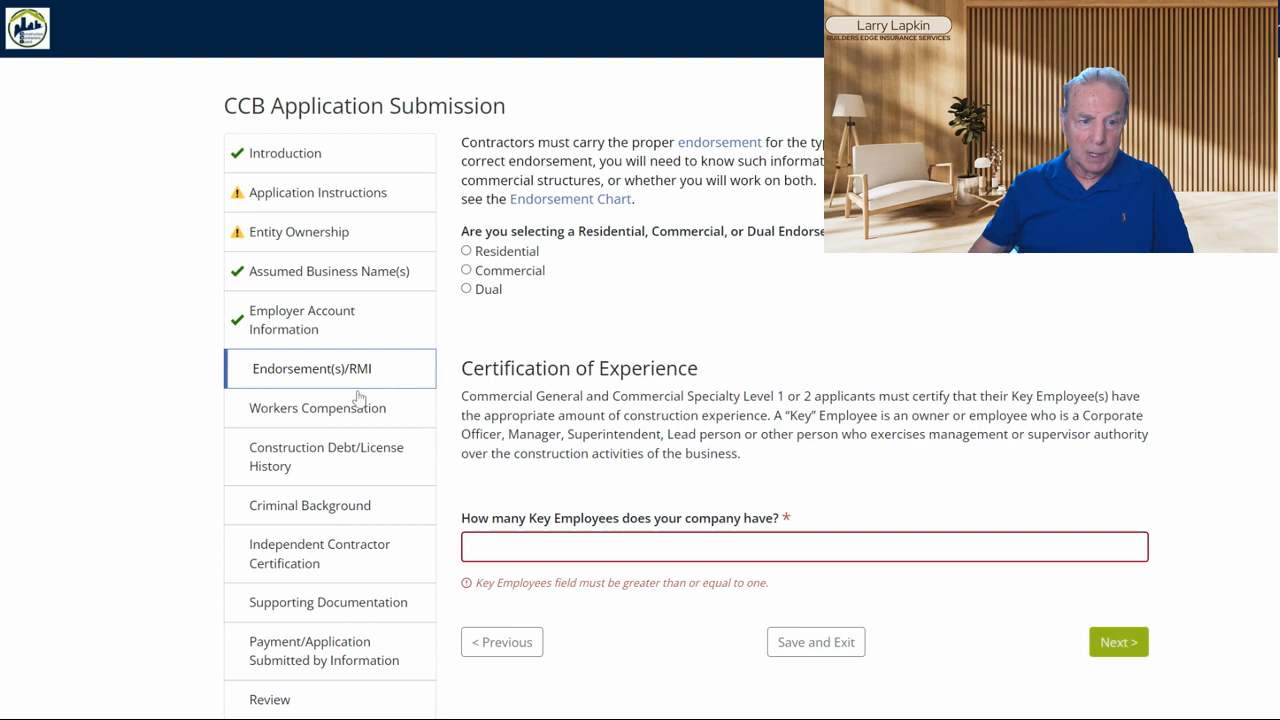 Larry Lapkin
BUILDERS EDGE INSURANCE SERVICES
CCB Application Submission
Introduction
Application Instructions
Entity Ownership
Assumed Business Name(s)
Employer Account
Information
Endorsement(s)/RMI
Workers Compensation
Construction Debt/License
History
Criminal Background
Independent Contractor
Certification
Supporting Documentation
Payment/Application
Submitted by Information
Review
Contractors must carry the proper endorsement for the
correct endorsement, you will need to know such
commercial structures, or whether you will work on both.
see the Endorsement Chart.
Are you selecting a Residential, Commercial, or Dual
Residential
Commercial
Dual
Certification of Experience
Commercial General and Commercial Specialty Level 1 or 2 applicants must certify that their Key Employee(s) have
the appropriate amount of construction experience. A “Key” Employee is an owner or employee who is a Corporate
Officer, Manager, Superintendent, Lead person or other person who exercises management or supervisor authority
over the construction activities of the business.
How many Key Employees does your company have? *
Key Employees field must be greater than or equal to one.
< Previous
Save and Exit
Next >